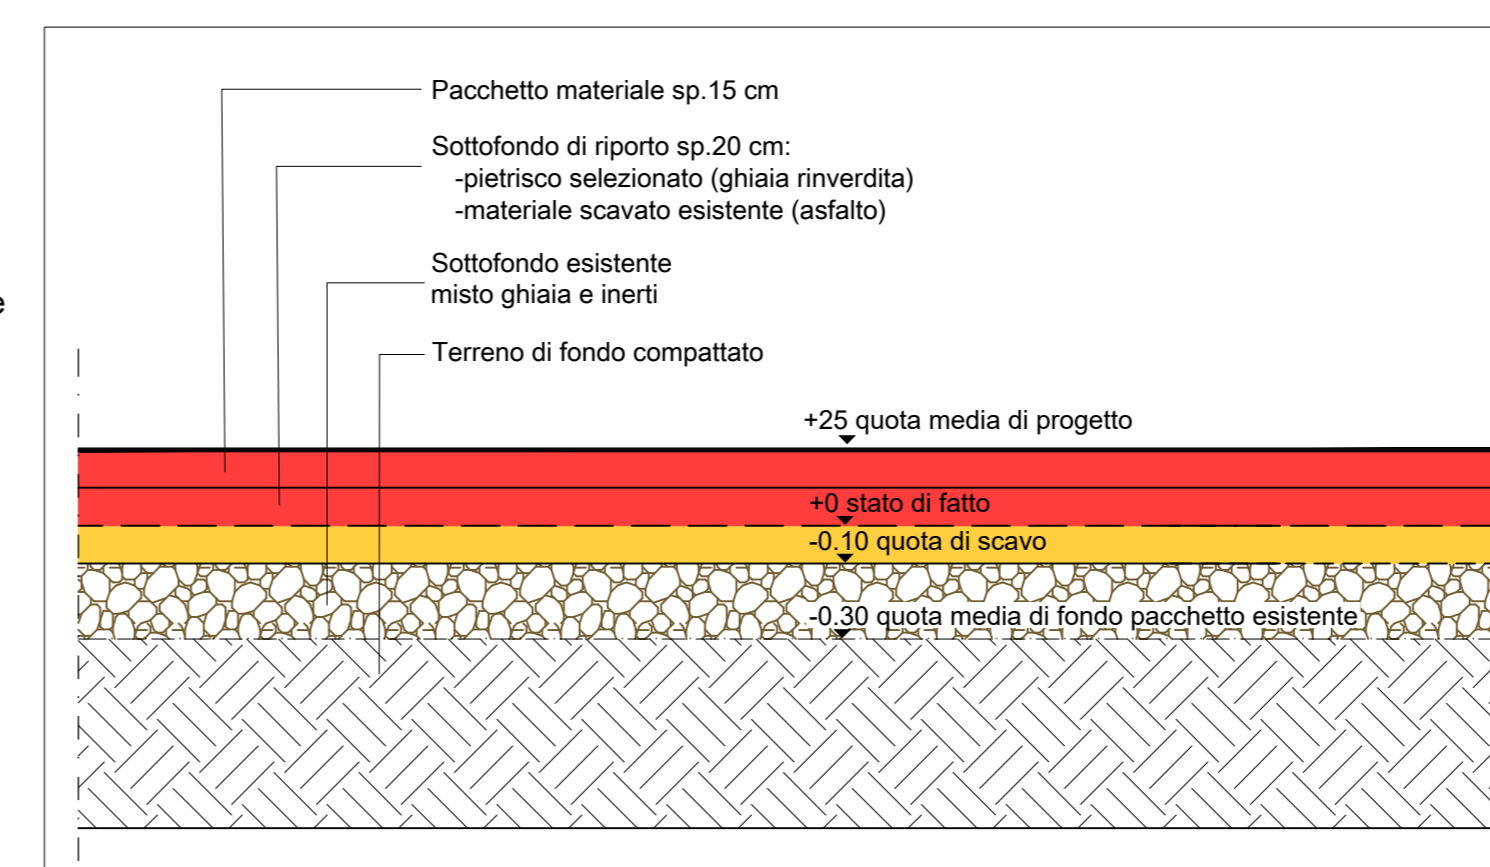 Pacchetto materiale sp.15 cm
Sottofondo di riporto sp.20 cm:
-pietrisco selezionato (ghiaia rinverdita)
-materiale scavato esistente (asfalto)
Sottofondo esistente
misto ghiaia e inerti
e
Terreno di fondo compattato
+25 quota media di progetto
+0 stato di fatto
-0.10 quota di scavo
-0.30 quota media di fondo pacchetto esistente